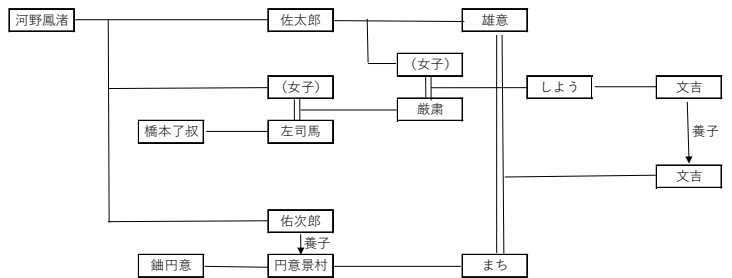 河野鳳渚
佐太郎
雄意
（女子）
（女子）
しよう
文吉
厳粛
橋本了叔
左司馬
養子
文吉
佑次郎
養子
鈿円意
円意景村
まち